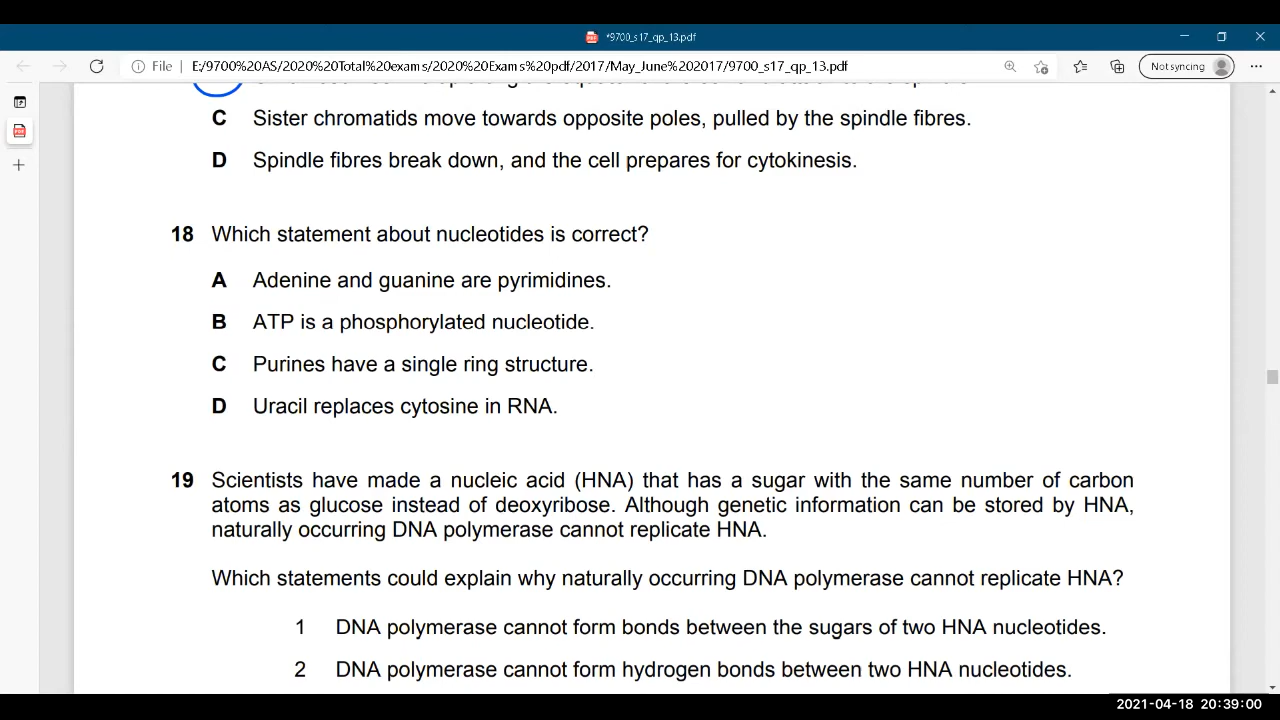 *9700_s17_qp_13.pdf
File E:/9700%20AS/2020%20Total%20exams/2020%20Exams%20pdf/2017/May_June%202017/9700_s17_qp_13.pdf Not syncing
C Sister chromatids move towards opposite poles, pulled by the spindle fibres.
D Spindle fibres break down, and the cell prepares for cytokinesis.
18 Which statement about nucleotides is correct?
A Adenine and guanine are pyrimidines.
B ATP is a phosphorylated nucleotide.
C Purines have a single ring structure.
D Uracil replaces cytosine in RNA.
19 Scientists have made a nucleic acid (HNA) that has a sugar with the same number of carbon
atoms as glucose instead of deoxyribose. Although genetic information can be stored by HNA,
naturally occurring DNA polymerase cannot replicate HNA.
Which statements could explain why naturally occurring DNA polymerase cannot replicate HNA?
1 DNA polymerase cannot form bonds between the sugars of two HNA nucleotides.
2 DNA polymerase cannot form hydrogen bonds between two HNA nucleotides.
2021-04-18 20:39:00